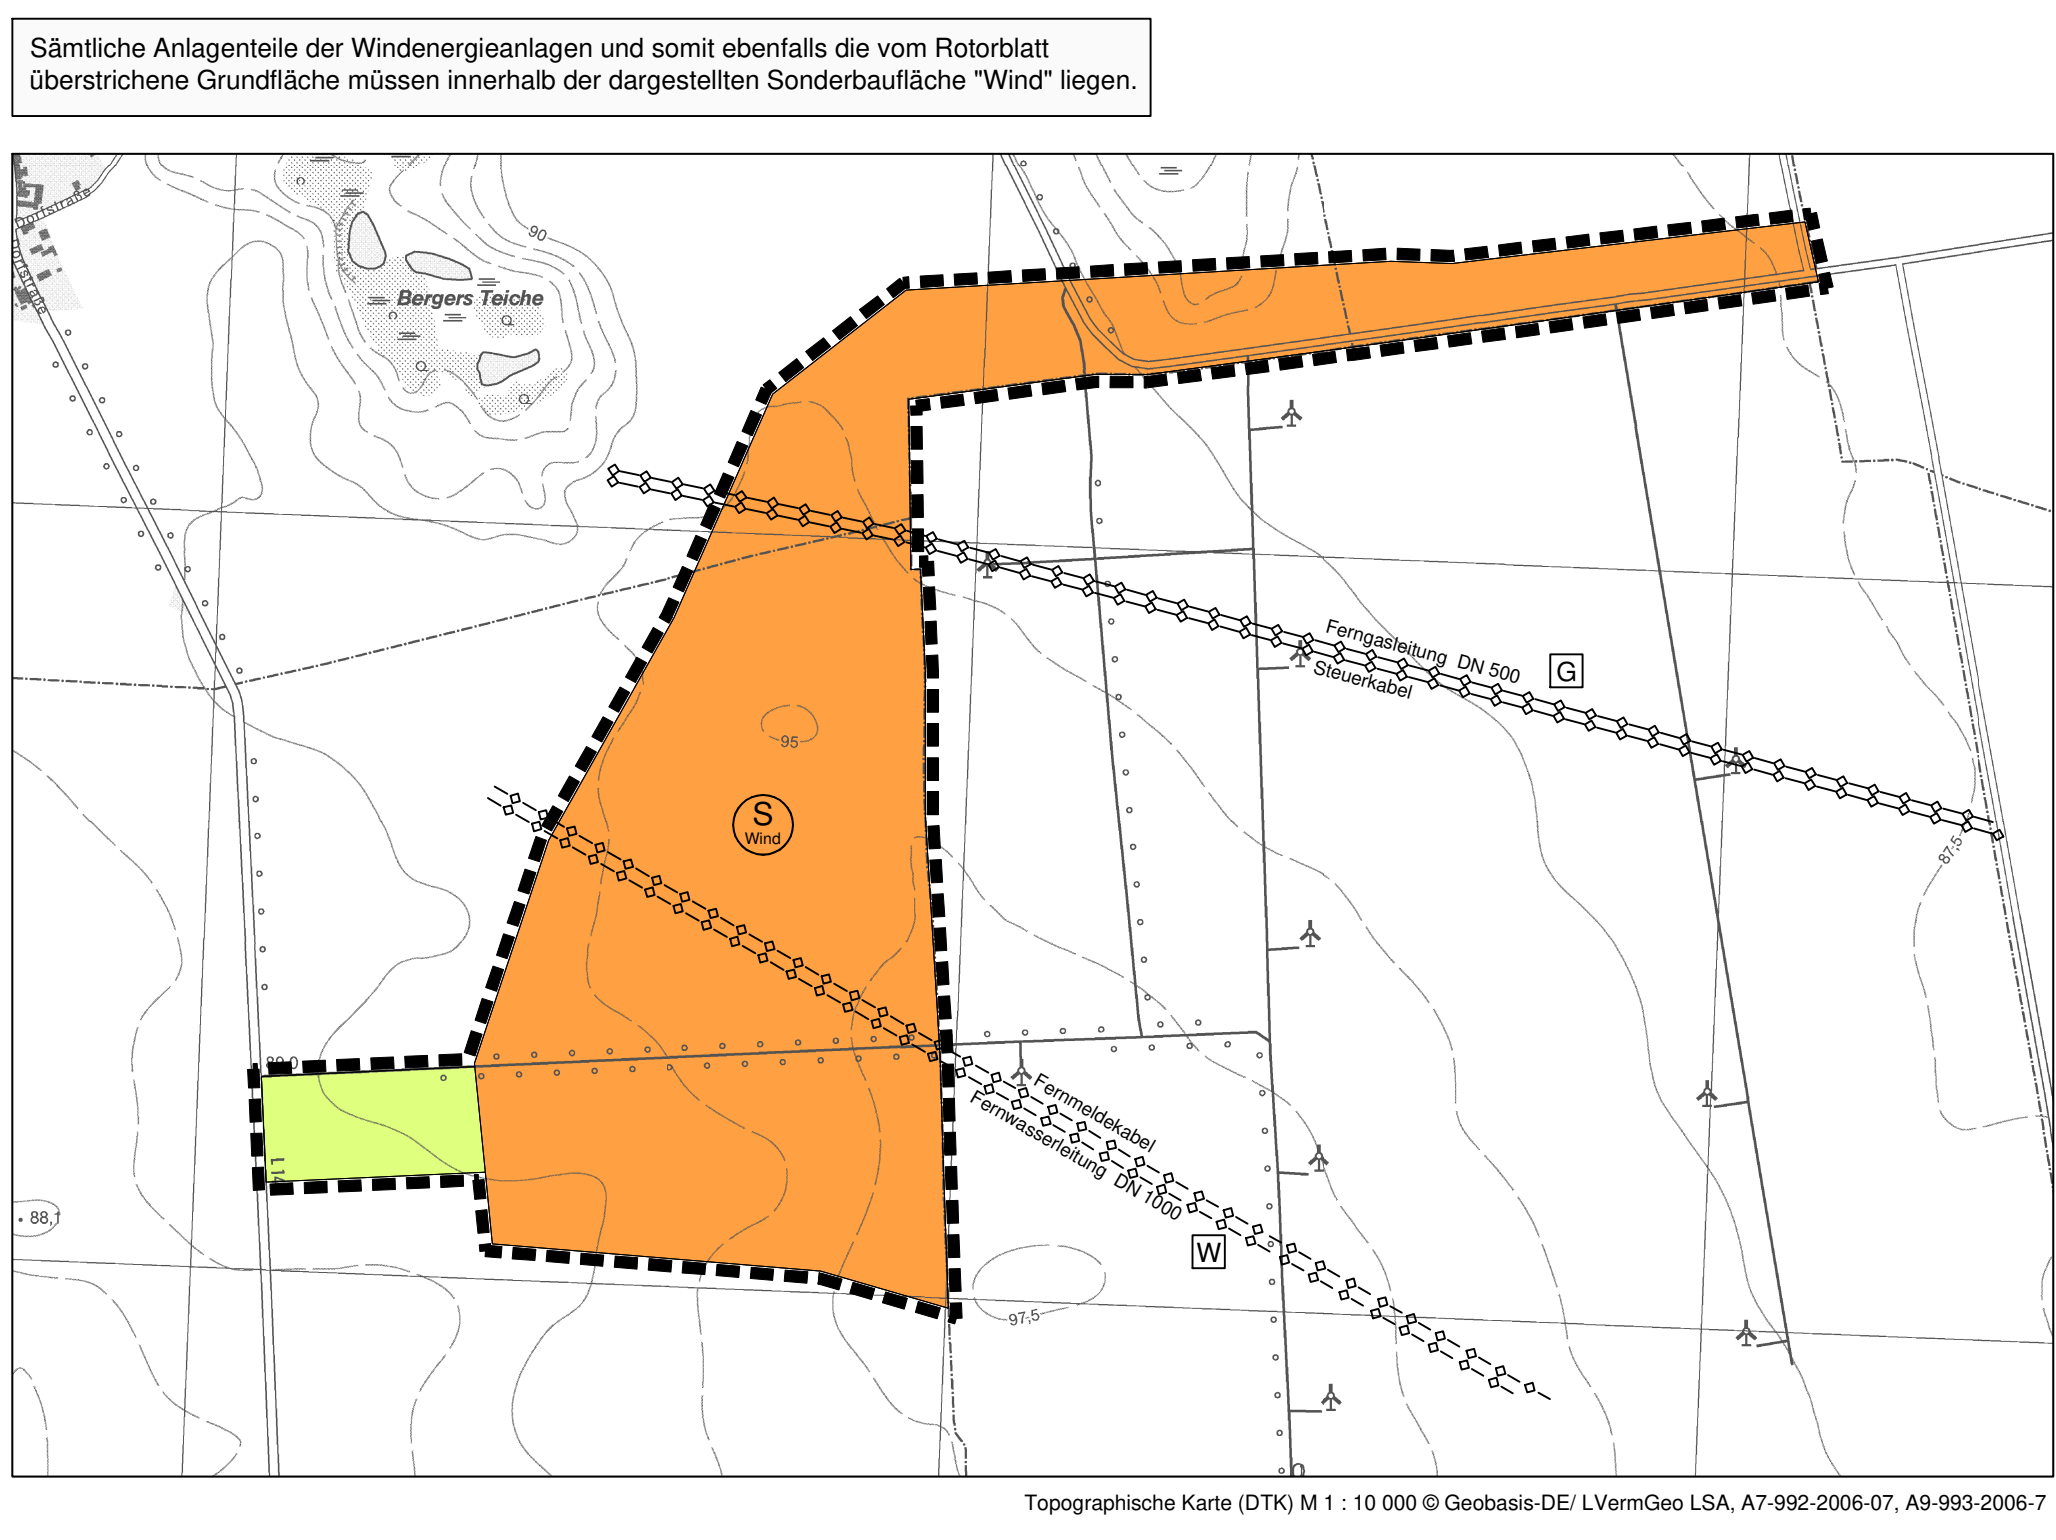 Sämtliche Anlagenteile der Windenergieanlagen und somit ebenfalls die vom Rotorblatt
überstrichene Grundfläche müssen innerhalb der dargestellten Sonderbaufläche "Wind" liegen.
Dorfstraße
Dorfstraße
90
Bergers Teiche
Ferngasleitung DN 500
G
Steuerkabel
95
S
Wind
87,5
Fernmeldekabel
Fernwasserleitung DN 1000
W
88,1
97,5
Topographische Karte (DTK) M 1 : 10 000 © Geobasis-DE/ LVermGeo LSA, A7-992-2006-07, A9-993-2006-7